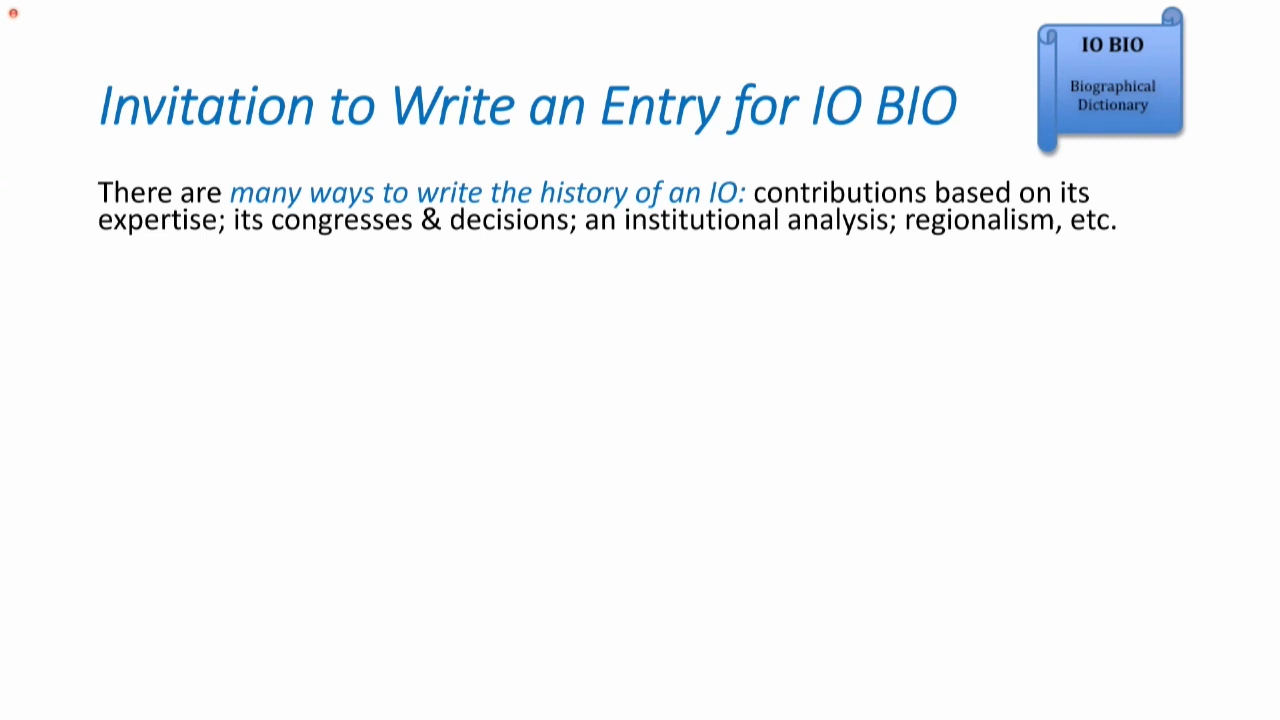 IO BIO
Biographical
Dictionary
Invitation to Write an Entry for IO BIO
There are many ways to write the history of an IO: contributions based on its
expertise; its congresses & decisions; an institutional analysis; regionalism, etc.